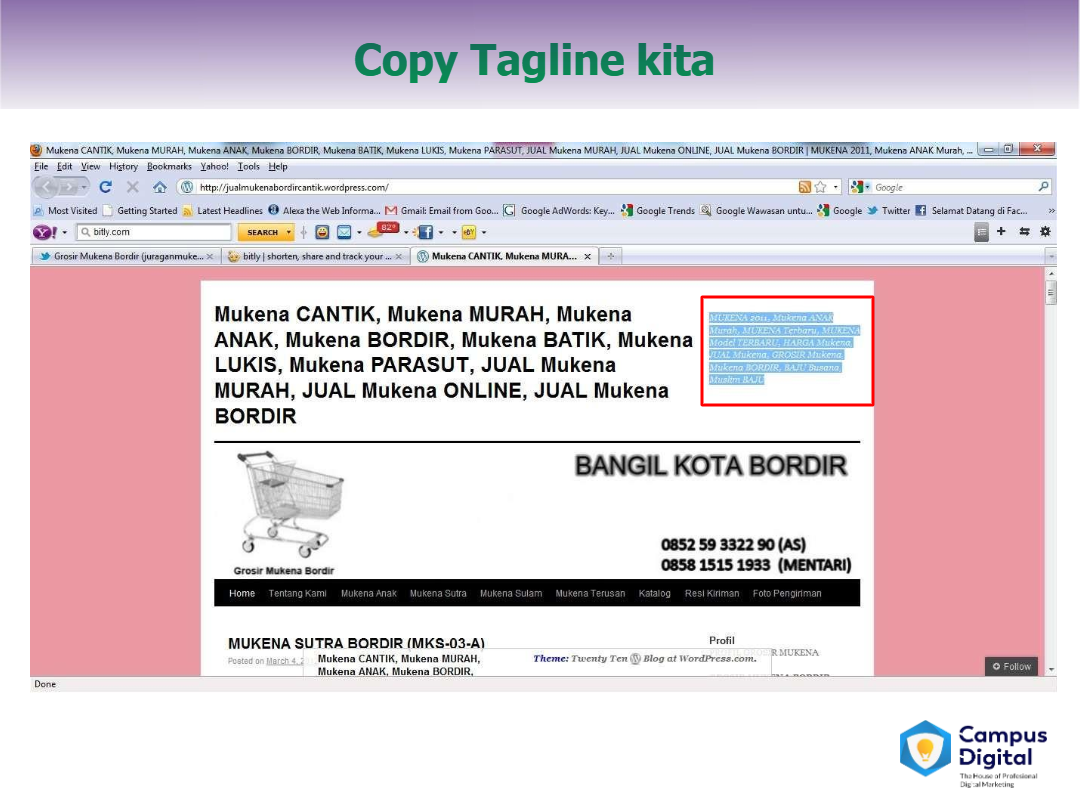 Copy Tagline kita
Mukena CANTIK, Mukena MURAH, Mukena ANAK, Mukena BORDIR, Mukena BATIK, Mukena LUKIS, Mukena PARASUT, JUAL Mukena MURAH, JUAL Mukena ONLINE, JUAL Mukena BORDIR | MUKENA 2011, Mukena ANAK Murah, ...
File Edit View History Bookmarks Yahoo! Tools Help
http://jualmukenabordircantik.wordpress.com/ Google
Most Visited Getting Started Latest Headlines Alexa the Web Informa... Gmail: Email from Goo... Google AdWords: Key... Google Trends Google Wawasan untu... Google Twitter Selamat Datang di Fac... »
Y! bitly.com SEARCH 82°
Grosir Mukena Bordir (juraganmuke... bitly | shorten, share and track your ... Mukena CANTIK, Mukena MURA...
Mukena CANTIK, Mukena MURAH, Mukena
ANAK, Mukena BORDIR, Mukena BATIK, Mukena
LUKIS, Mukena PARASUT, JUAL Mukena
MURAH, JUAL Mukena ONLINE, JUAL Mukena
BORDIR
MUKENA 2011, Mukena ANAK
Murah, MUKENA Terbaru, MUKENA
Model TERBARU, HARGA Mukena,
JUAL Mukena, GROSIR Mukena,
Mukena BORDIR, BAJU Busana,
Muslim BAJU
BANGIL KOTA BORDIR
0852 59 3322 90 (AS)
0858 1515 1933 (MENTARI)
Grosir Mukena Bordir
Home Tentang Kami Mukena Anak Mukena Sutra Mukena Sulam Mukena Terusan Katalog Resi Kiriman Foto Pengiriman
MUKENA SUTRA BORDIR (MKS-03-A)
Posted on March 4, 2
Profil
R MUKENA
Mukena CANTIK, Mukena MURAH,
Mukena ANAK, Mukena BORDIR,
Theme: Twenty Ten Blog at WordPress.com.
Follow
Done
Campus
Digital
The House of Profesional
Digital Marketing